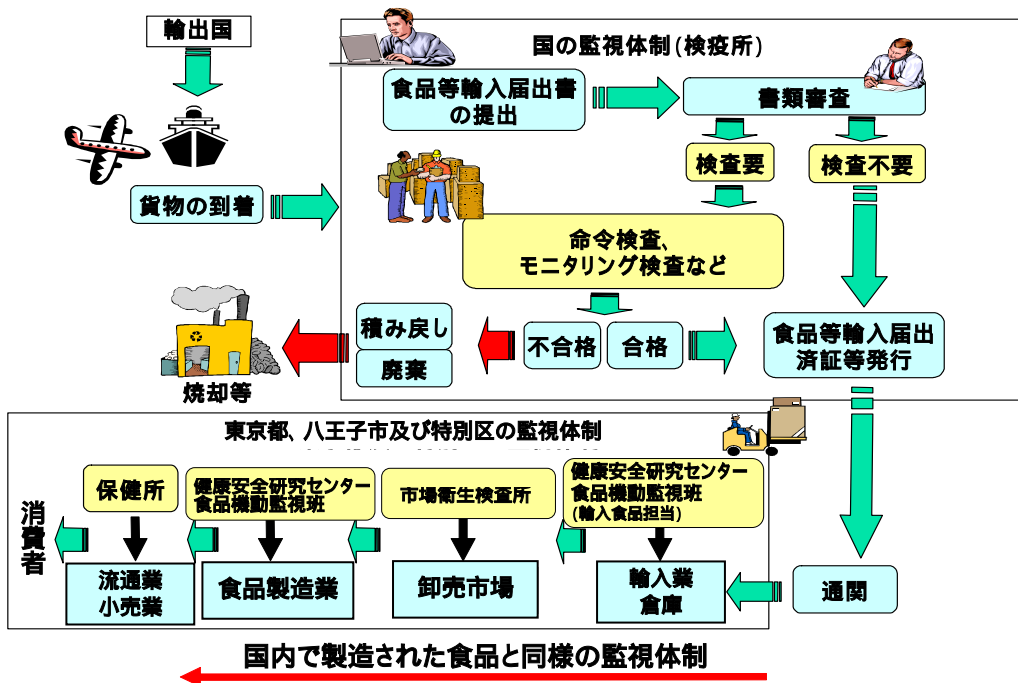 輸出国
国の監視体制(検疫所)
食品等輸入届出書
の提出
書類審査
検査要
検査不要
貨物の到着
命令検査、
モニタリング検査など
積み戻し
廃棄
不合格
合格
食品等輸入届出
済証等発行
焼却等
東京都、八王子市及び特別区の監視体制
保健所
健康安全研究センター
食品機動監視班
市場衛生検査所
健康安全研究センター
食品機動監視班
(輸入食品担当)
消費者
流通業
小売業
食品製造業
卸売市場
輸入業
倉庫
通関
国内で製造された食品と同様の監視体制